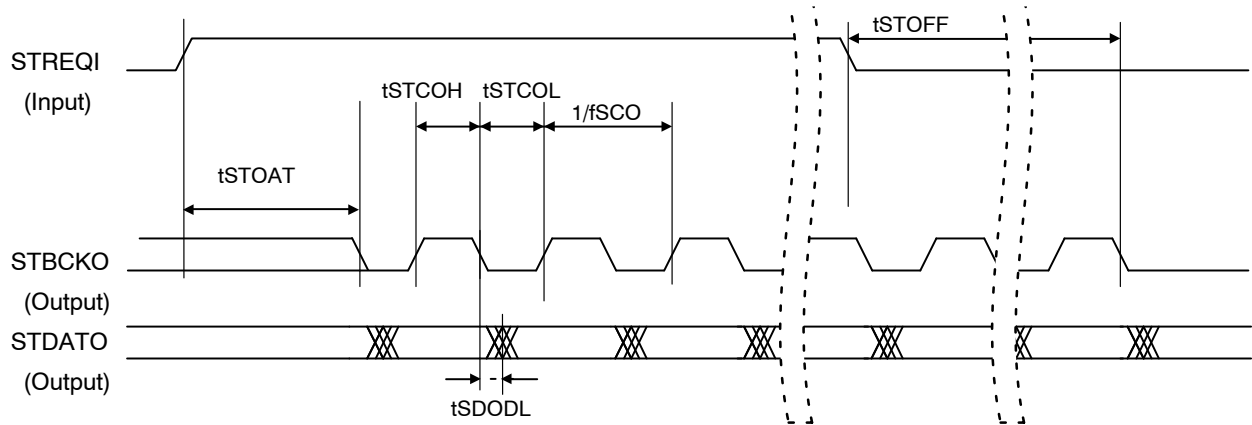 tSTOFF
STREQI
(Input)
tSTCOH tSTCOL
1/fSCO
tSTOAT
STBCKO
(Output)
STDATO
(Output)
tSDODL